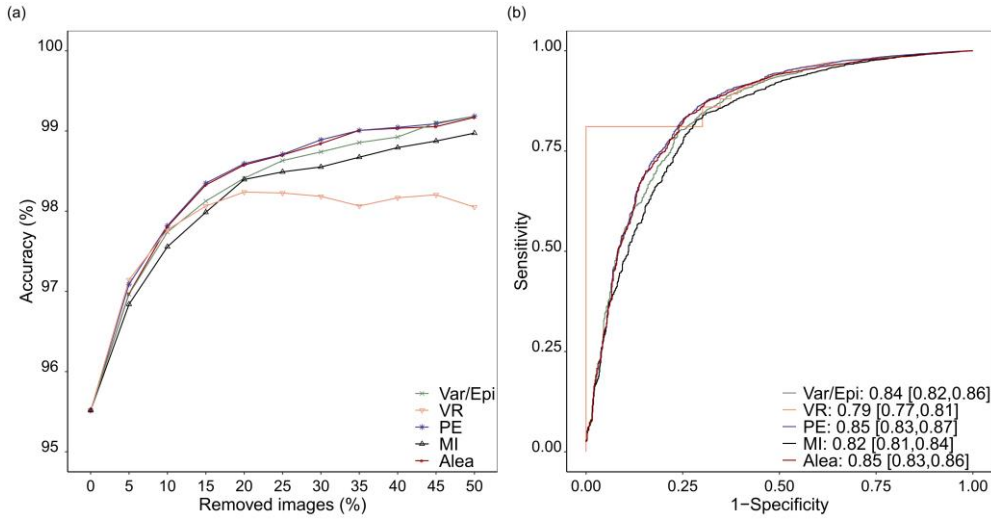 (a)
100
99
98
97
96
95
Accuracy (%)
Var/Epi
VR
PE
MI
Alea
0 5 10 15 20 25 30 35 40 45 50
Removed images (%)
(b)
1.00
0.75
0.50
0.25
0.00
Sensitivity
Var/Epi: 0.84 [0.82,0.86]
VR: 0.79 [0.77,0.81]
PE: 0.85 [0.83,0.87]
MI: 0.82 [0.81,0.84]
Alea: 0.85 [0.83,0.86]
0.00 0.25 0.50 0.75 1.00
1−Specificity